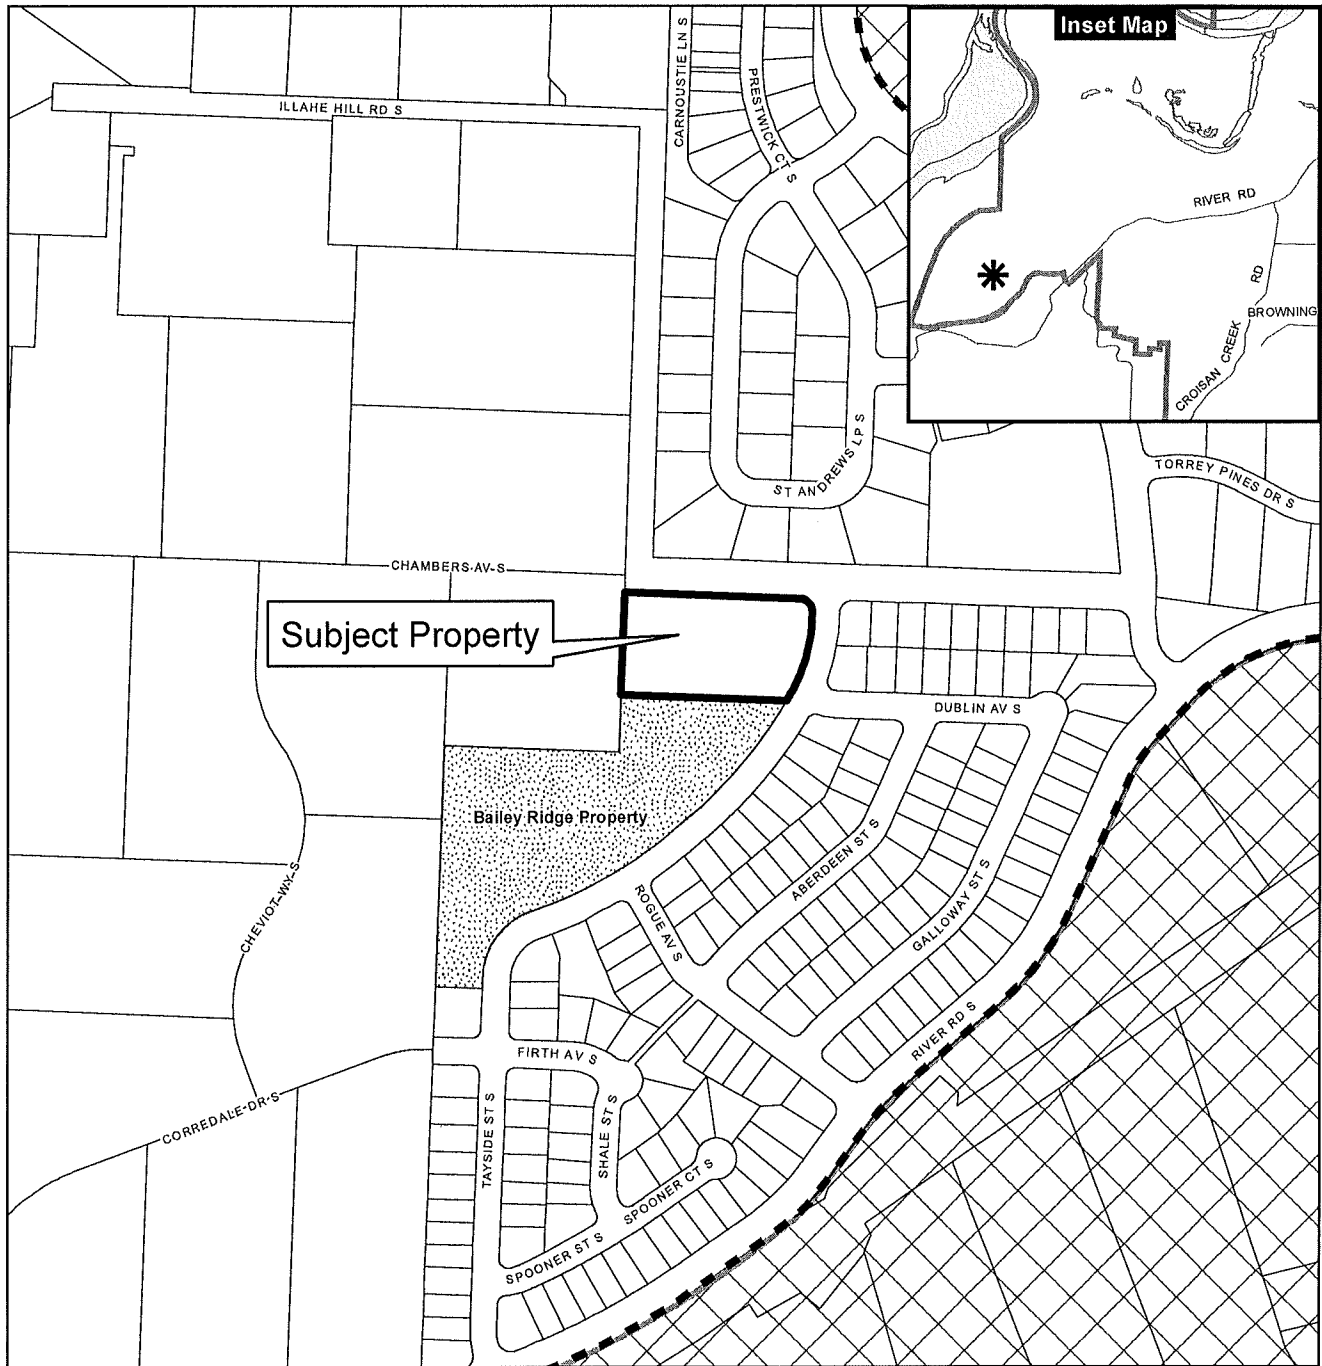 Inset Map
RIVER RD
CROISAN CREEK RD
BROWNING
ILLAHE HILL RD S
CARNOUSTIE LN S
PRESTWICK CT S
ST ANDREWS LP S
TORREY PINES DR S
CHAMBERS AV S
Subject Property
DUBLIN AV S
Bailey Ridge Property
ABERDEEN ST S
GALLOWAY ST S
ROGUE AV S
CHEVIOT WY S
RIVER RD S
FIRTH AV S
CORREDALE DR S
TAYSIDE ST S
SHALE ST S
SPOONER CT S
SPOONER ST S